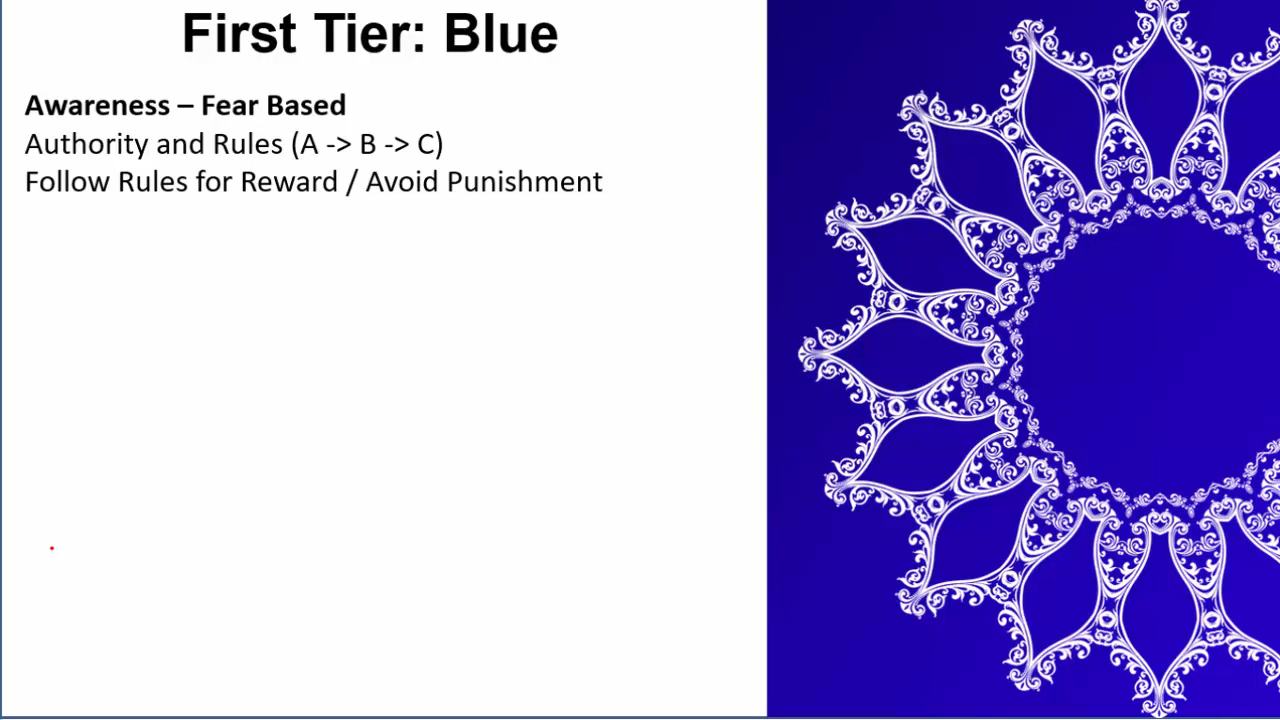 First Tier: Blue
Awareness – Fear Based
Authority and Rules (A -> B -> C)
Follow Rules for Reward / Avoid Punishment